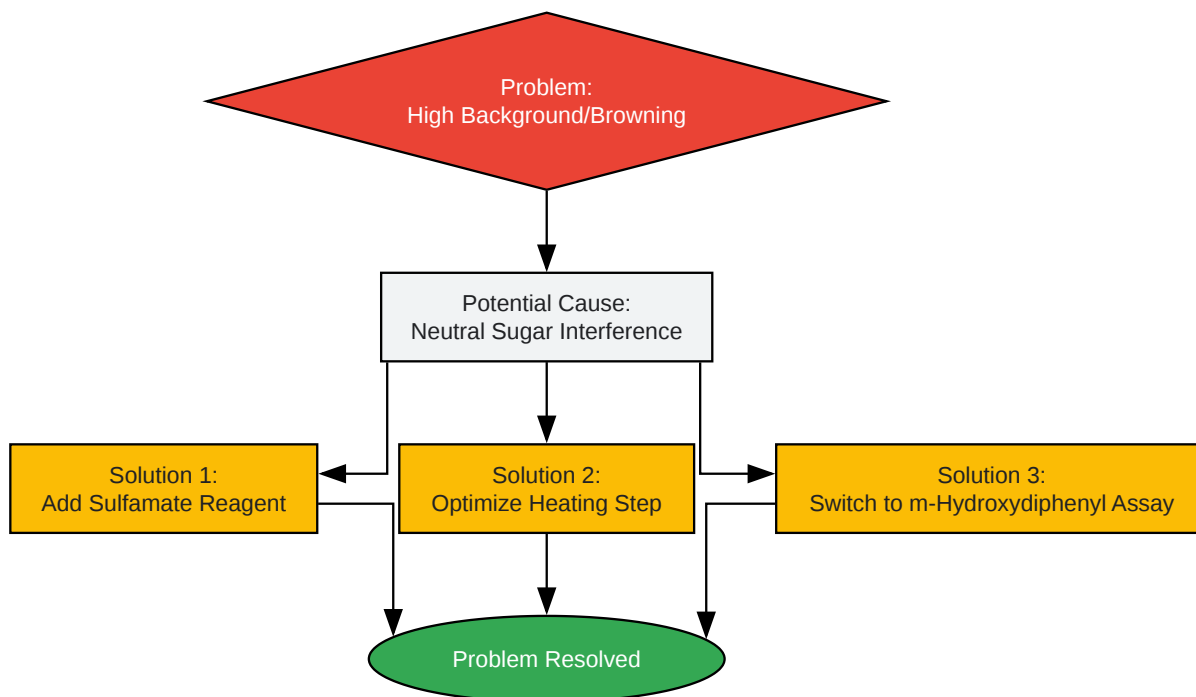 Problem:
High Background/Browning
Potential Cause:
Neutral Sugar Interference
Solution 1:
Add Sulfamate Reagent
Solution 2:
Optimize Heating Step
Solution 3:
Switch to m-Hydroxydiphenyl Assay
Problem Resolved